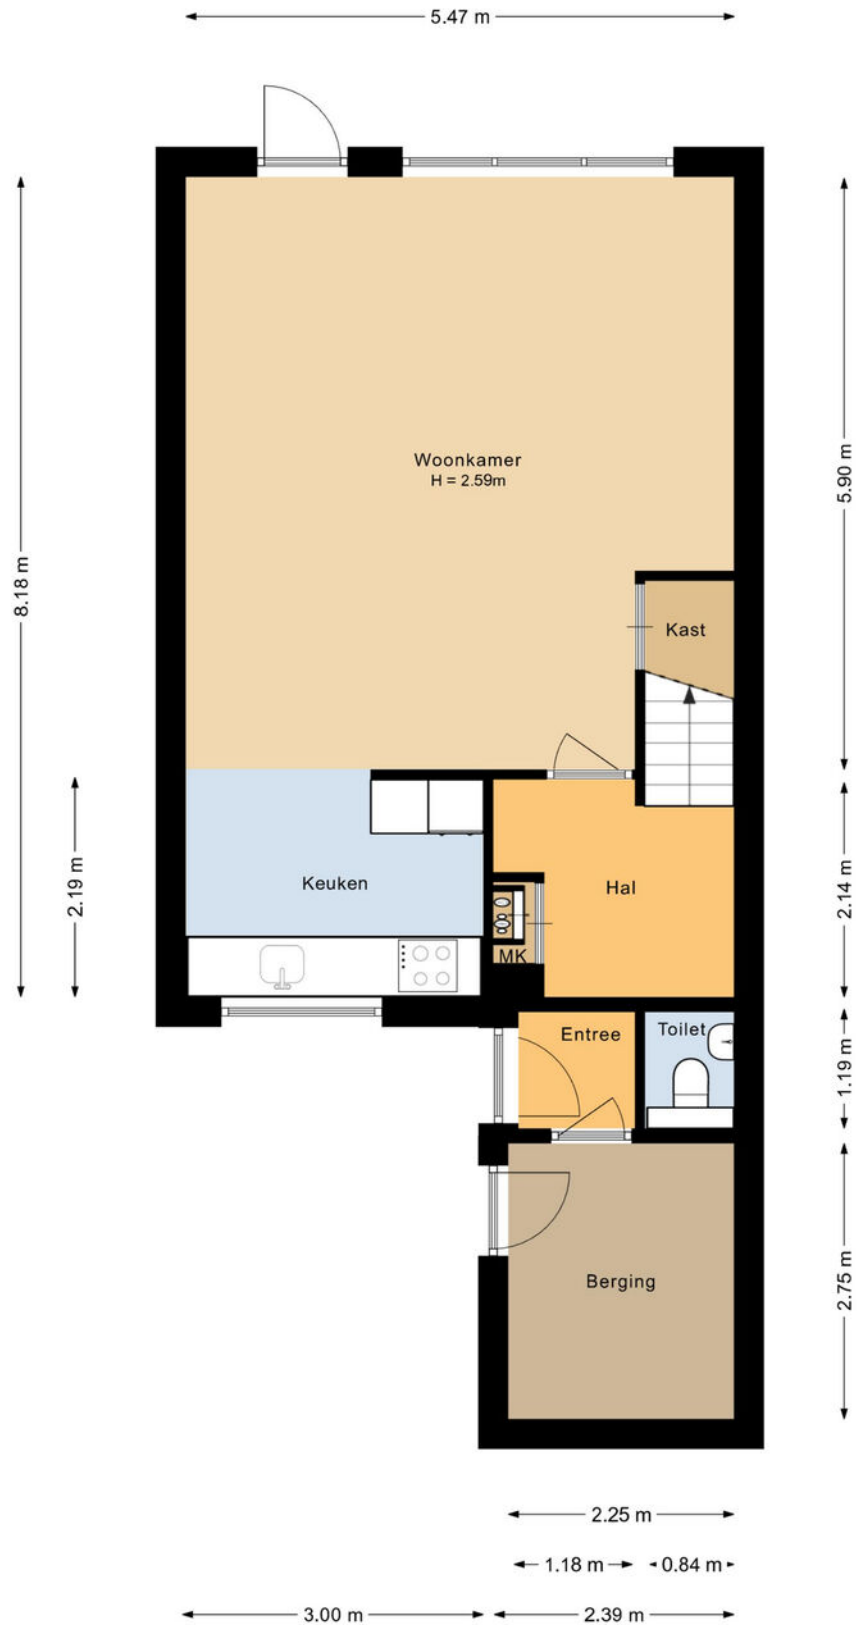 5.47 m
Woonkamer
H = 2.59m
5.90 m
8.18 m
Kast
Keuken
Hal
2.19 m
2.14 m
MK
Entree
Toilet
1.19 m
Berging
2.75 m
2.25 m
1.18 m
0.84 m
3.00 m
2.39 m